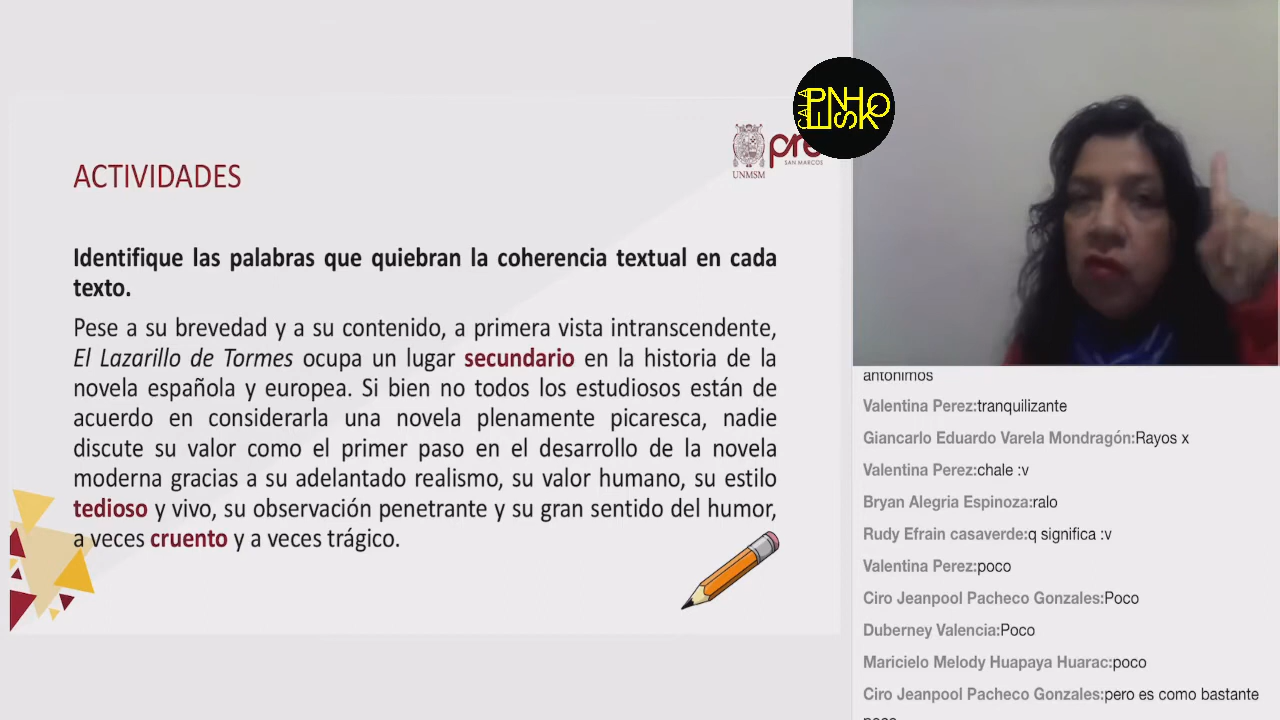 ACTIVIDADES
UNMSM
SAN MARCOS
CALA
Identifique las palabras que quiebran la coherencia textual en cada
texto.
Pese a su brevedad y a su contenido, a primera vista intranscendente,
El Lazarillo de Tormes ocupa un lugar secundario en la historia de la
novela española y europea. Si bien no todos los estudiosos están de
acuerdo en considerarla una novela plenamente picaresca, nadie
discute su valor como el primer paso en el desarrollo de la novela
moderna gracias a su adelantado realismo, su valor humano, su estilo
tedioso y vivo, su observación penetrante y su gran sentido del humor,
a veces cruento y a veces trágico.
antónimos
Valentina Perez:tranquilizante
Giancarlo Eduardo Varela Mondragón:Rayos x
Valentina Perez:chale :v
Bryan Alegria Espinoza:ralo
Rudy Efrain casaverde:q significa :v
Valentina Perez:poco
Ciro Jeanpool Pacheco Gonzales:Poco
Duberney Valencia:Poco
Maricielo Melody Huapaya Huarac:poco
Ciro Jeanpool Pacheco Gonzales:pero es como bastante